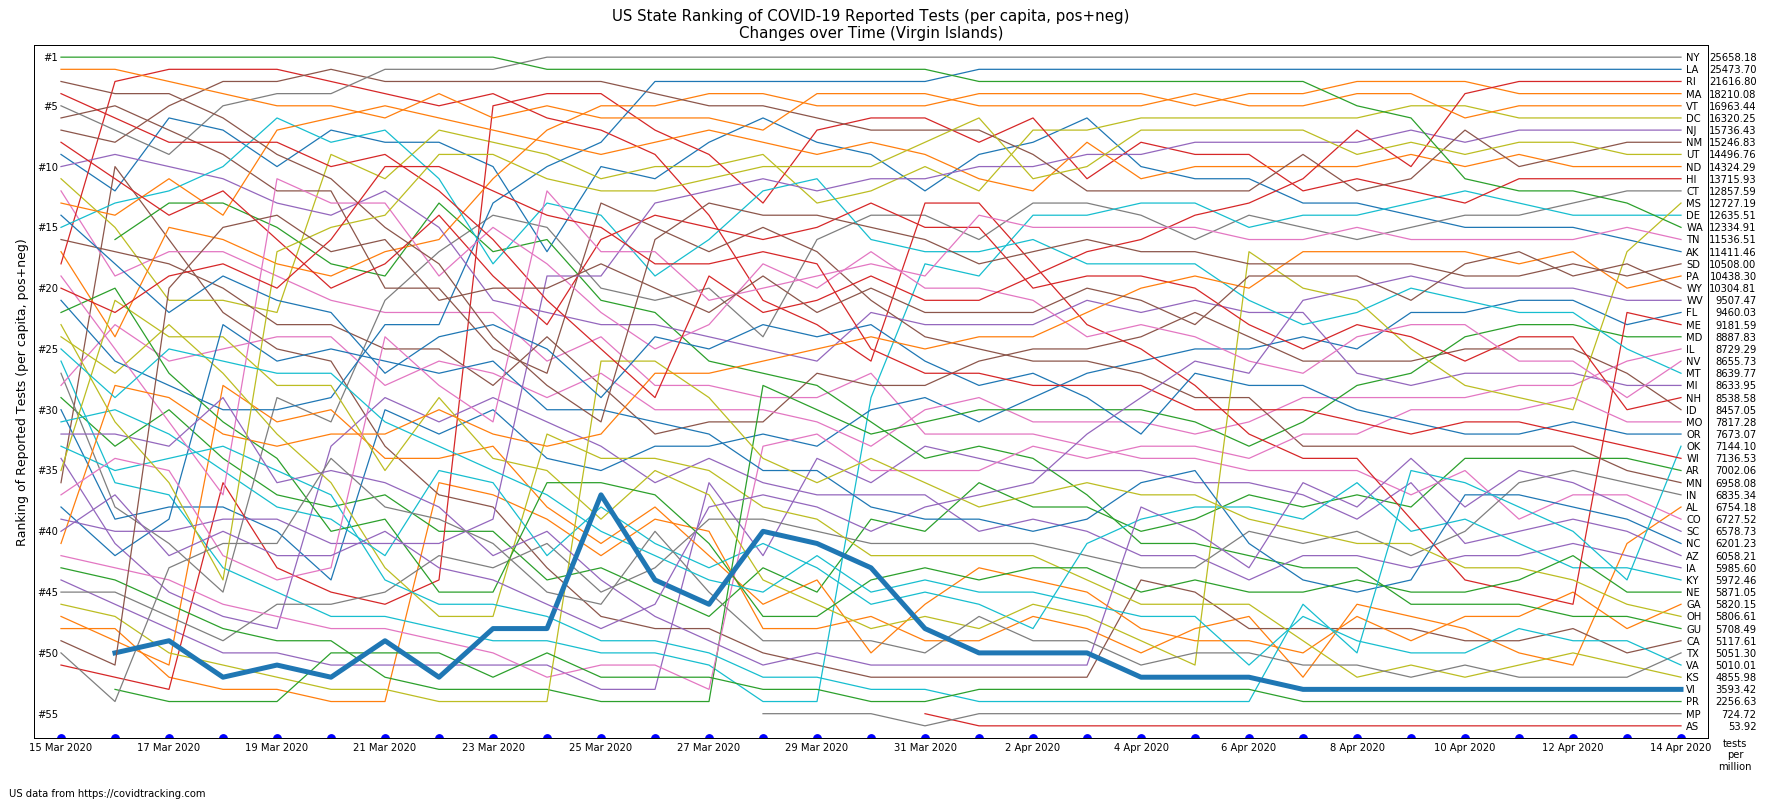 US State Ranking of COVID-19 Reported Tests (per capita, pos+neg)
Changes over Time (Virgin Islands)
Ranking of Reported Tests (per capita, pos+neg)
#1
#5
#10
#15
#20
#25
#30
#35
#40
#45
#50
#55
NY 25658.18
LA 25473.70
RI 21616.80
MA 18210.08
VT 16963.44
DC 16320.25
NJ 15736.43
NM 15246.83
UT 14496.76
ND 14324.29
HI 13715.93
CT 12857.59
MS 12727.19
DE 12635.51
WA 12334.91
TN 11536.51
AK 11411.46
SD 10508.00
PA 10438.30
WY 10304.81
WV 9507.47
FL 9460.03
ME 9181.59
MD 8887.83
IL 8729.29
NV 8655.73
MT 8639.77
MI 8633.95
NH 8538.58
ID 8457.05
MO 7817.28
OR 7673.07
OK 7144.10
WI 7136.53
AR 7002.06
MN 6958.08
IN 6835.34
AL 6754.18
CO 6727.52
SC 6578.73
NC 6201.23
AZ 6058.21
IA 5985.60
KY 5972.46
NE 5871.05
GA 5820.15
OH 5806.61
GU 5708.49
CA 5117.61
TX 5051.30
VA 5010.01
KS 4855.98
VI 3593.42
PR 2256.63
MP 724.72
AS 53.92
15 Mar 2020 17 Mar 2020 19 Mar 2020 21 Mar 2020 23 Mar 2020 25 Mar 2020 27 Mar 2020 29 Mar 2020 31 Mar 2020 2 Apr 2020 4 Apr 2020 6 Apr 2020 8 Apr 2020 10 Apr 2020 12 Apr 2020 14 Apr 2020
tests
per
million
US data from https://covidtracking.com